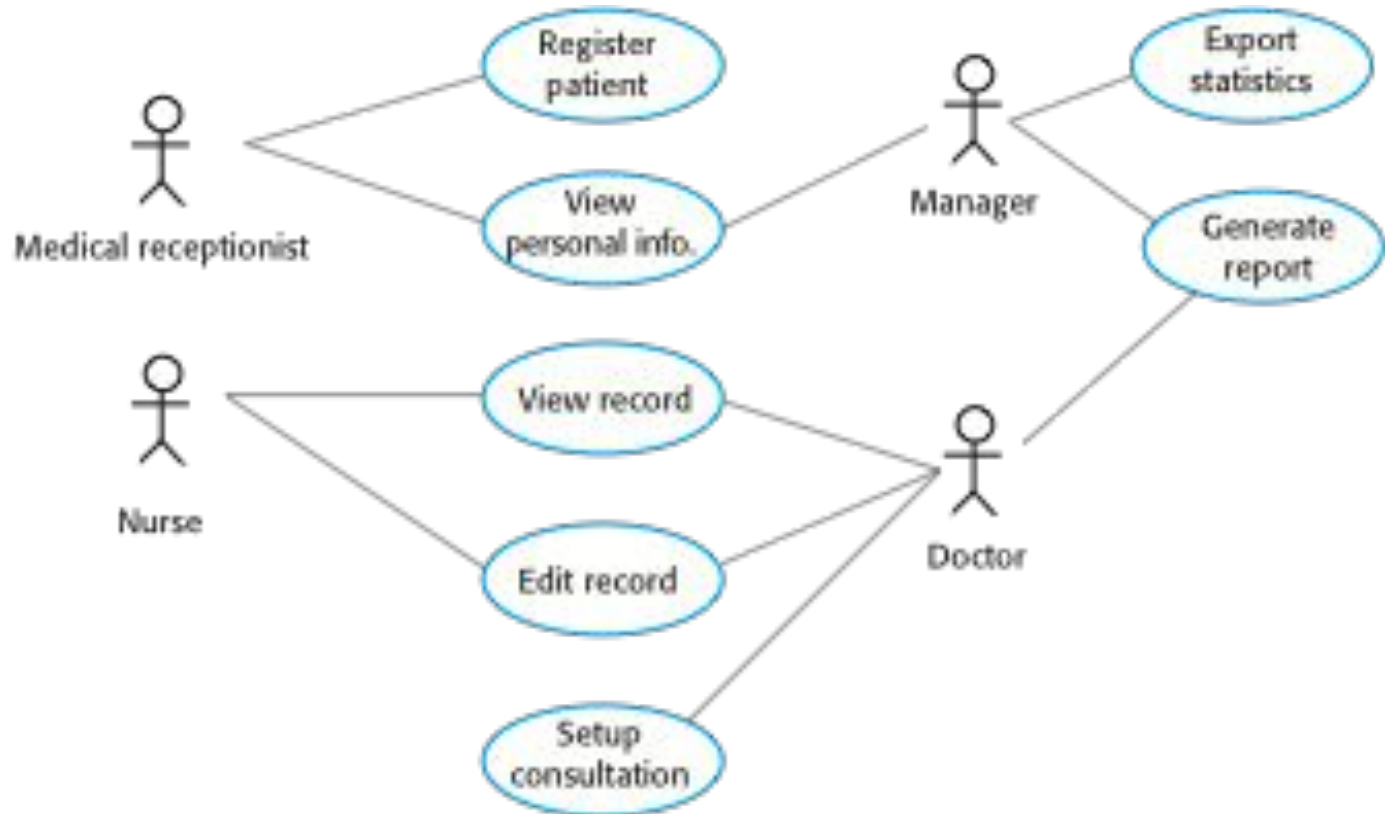 Register
patient
Export
statistics
View
personal info.
Manager
Generate
report
Medical receptionist
View record
Nurse
Edit record
Doctor
Setup
consultation